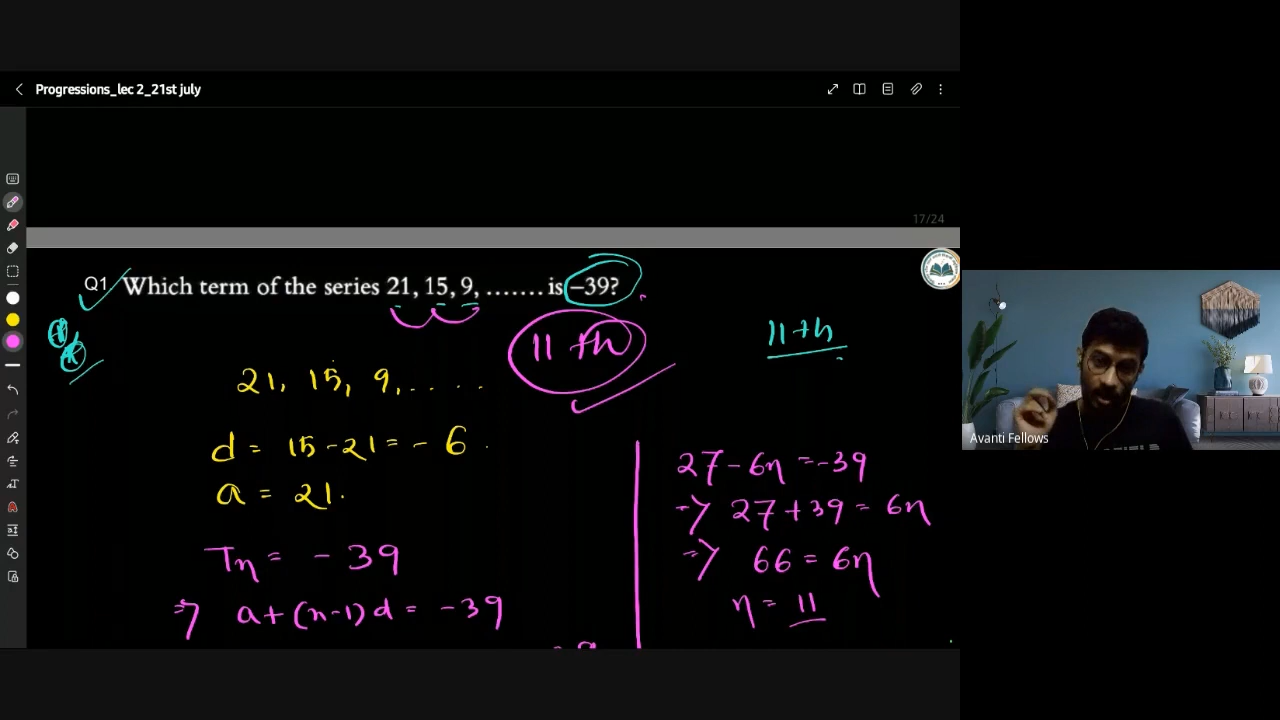 Progressions_lec 2_21st july
17/24
Q1 Which term of the series 21, 15, 9, ....... is –39?
11 th
11th
21, 15, 9, . . . .
d = 15 - 21 = - 6
a = 21.
Tn = - 39
=> a + (n-1) d = -39
27 - 6n = -39
=> 27 + 39 = 6n
=> 66 = 6n
n = 11
Avanti Fellows